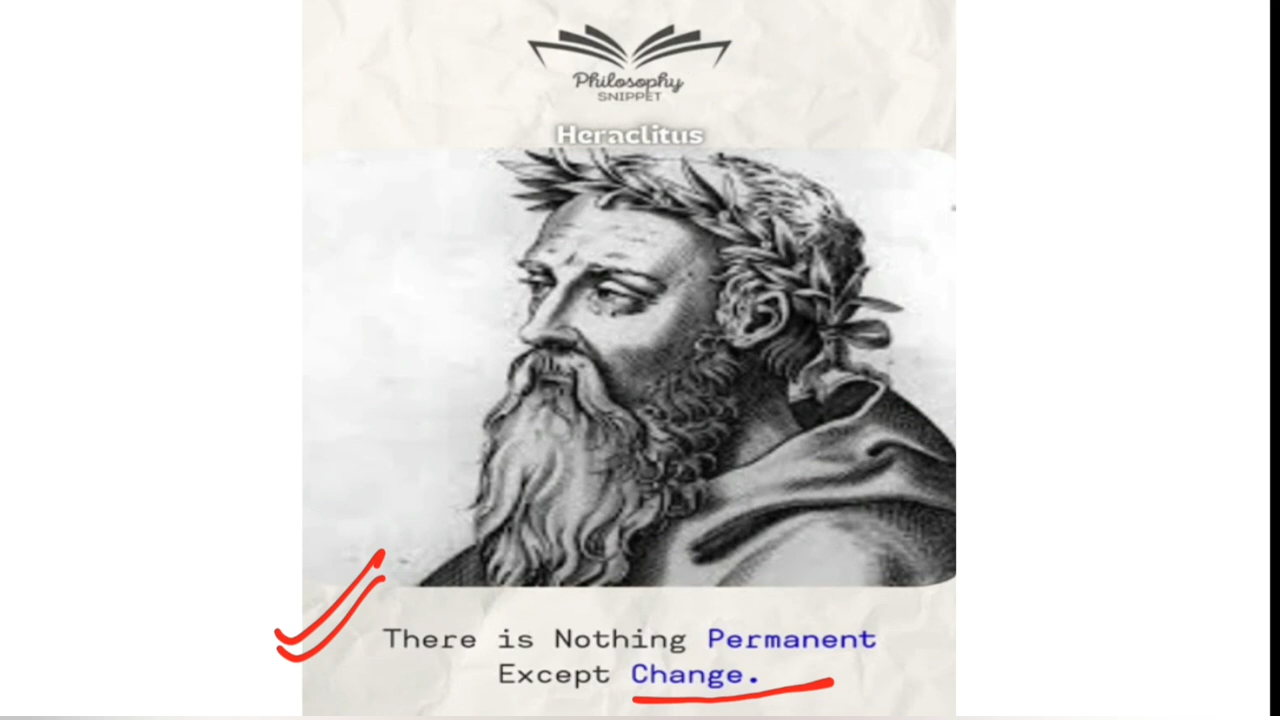 Philosophy
SNIPPET
Heraclitus
There is Nothing Permanent
Except Change.